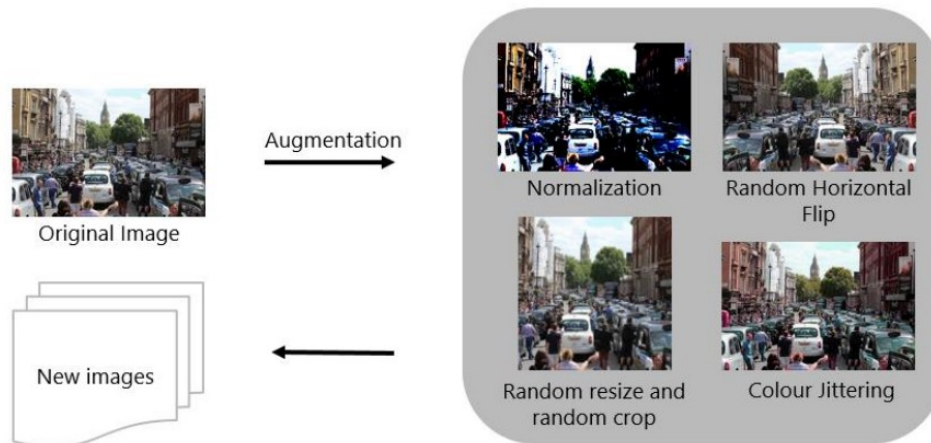 Original Image
Augmentation
Normalization
Random Horizontal
Flip
Random resize and
random crop
Colour Jittering
New images